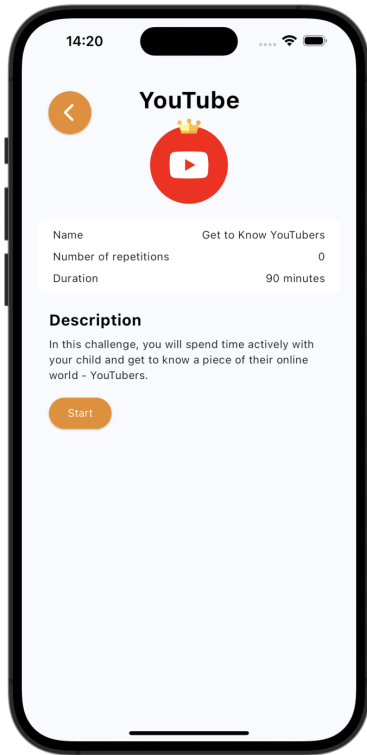 14:20
YouTube
Name Get to Know YouTubers
Number of repetitions 0
Duration 90 minutes
Description
In this challenge, you will spend time actively with
your child and get to know a piece of their online
world - YouTubers.
Start